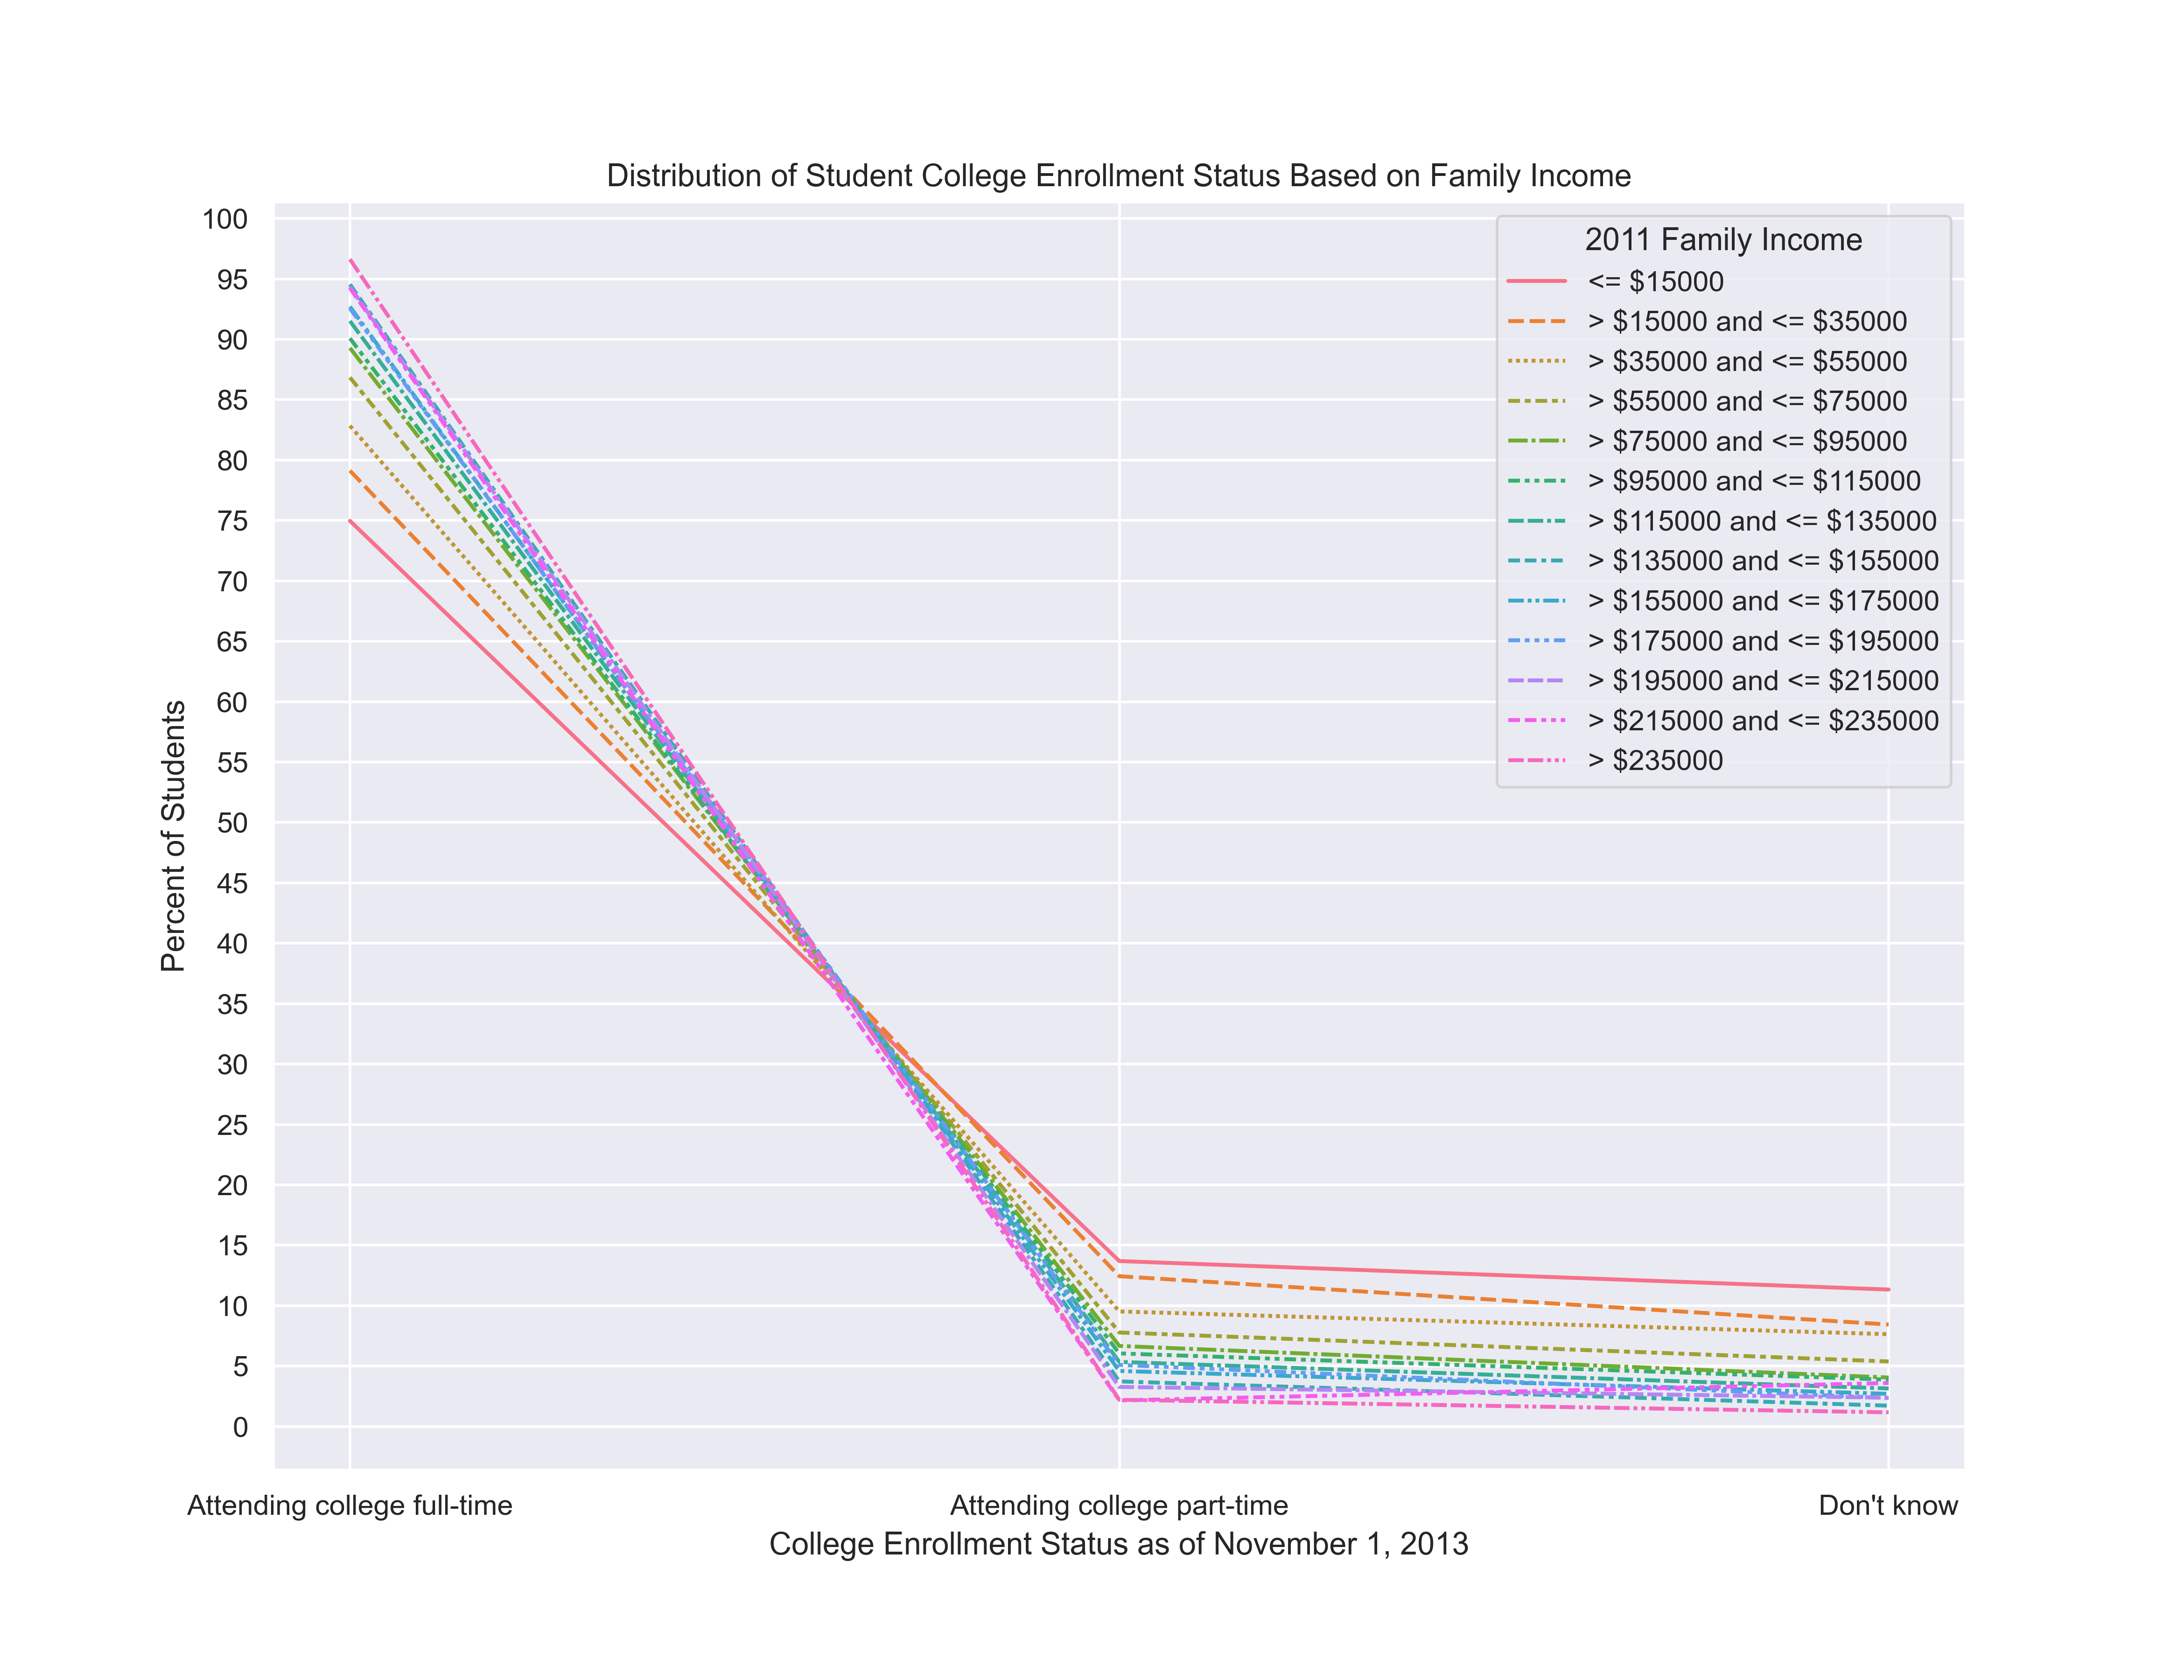 Distribution of Student College Enrollment Status Based on Family Income
100
95
90
85
80
75
70
65
60
55
50
45
40
35
30
25
20
15
10
5
0
Percent of Students
2011 Family Income
<= $15000
> $15000 and <= $35000
> $35000 and <= $55000
> $55000 and <= $75000
> $75000 and <= $95000
> $95000 and <= $115000
> $115000 and <= $135000
> $135000 and <= $155000
> $155000 and <= $175000
> $175000 and <= $195000
> $195000 and <= $215000
> $215000 and <= $235000
> $235000
Attending college full-time
Attending college part-time
Don't know
College Enrollment Status as of November 1, 2013